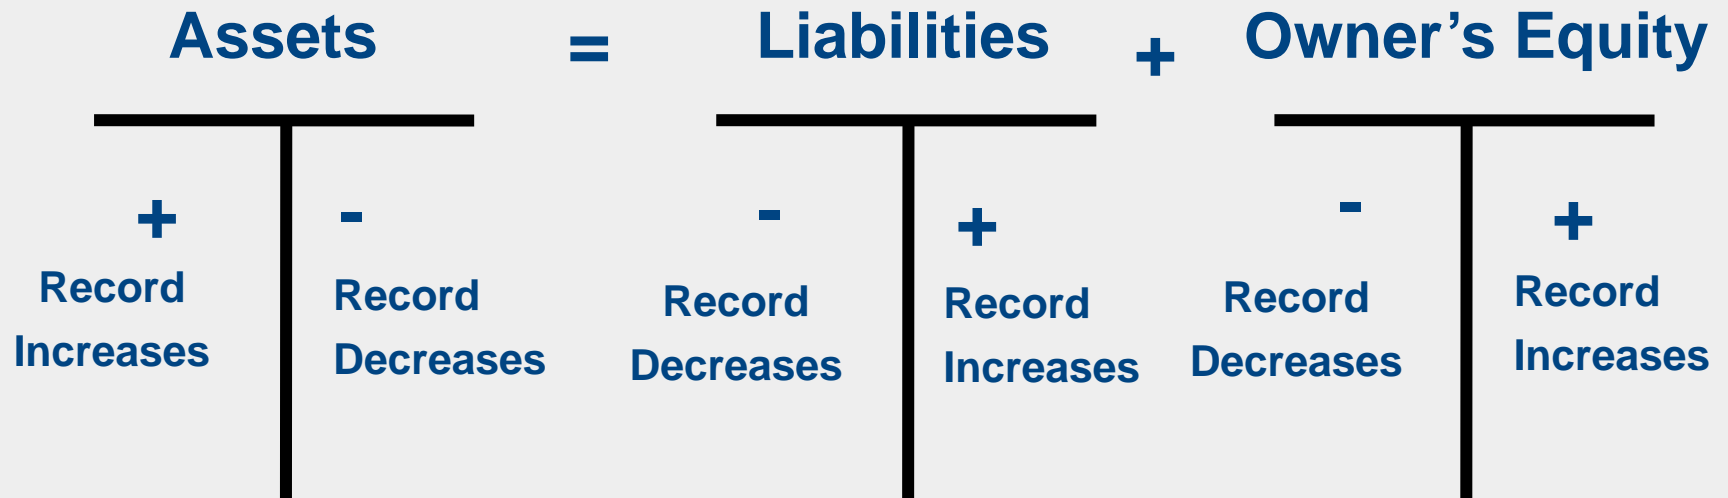 Assets = Liabilities + Owner's Equity
+ - - + - +
Record Increases
Record Decreases
Record Decreases
Record Increases
Record Decreases
Record Increases